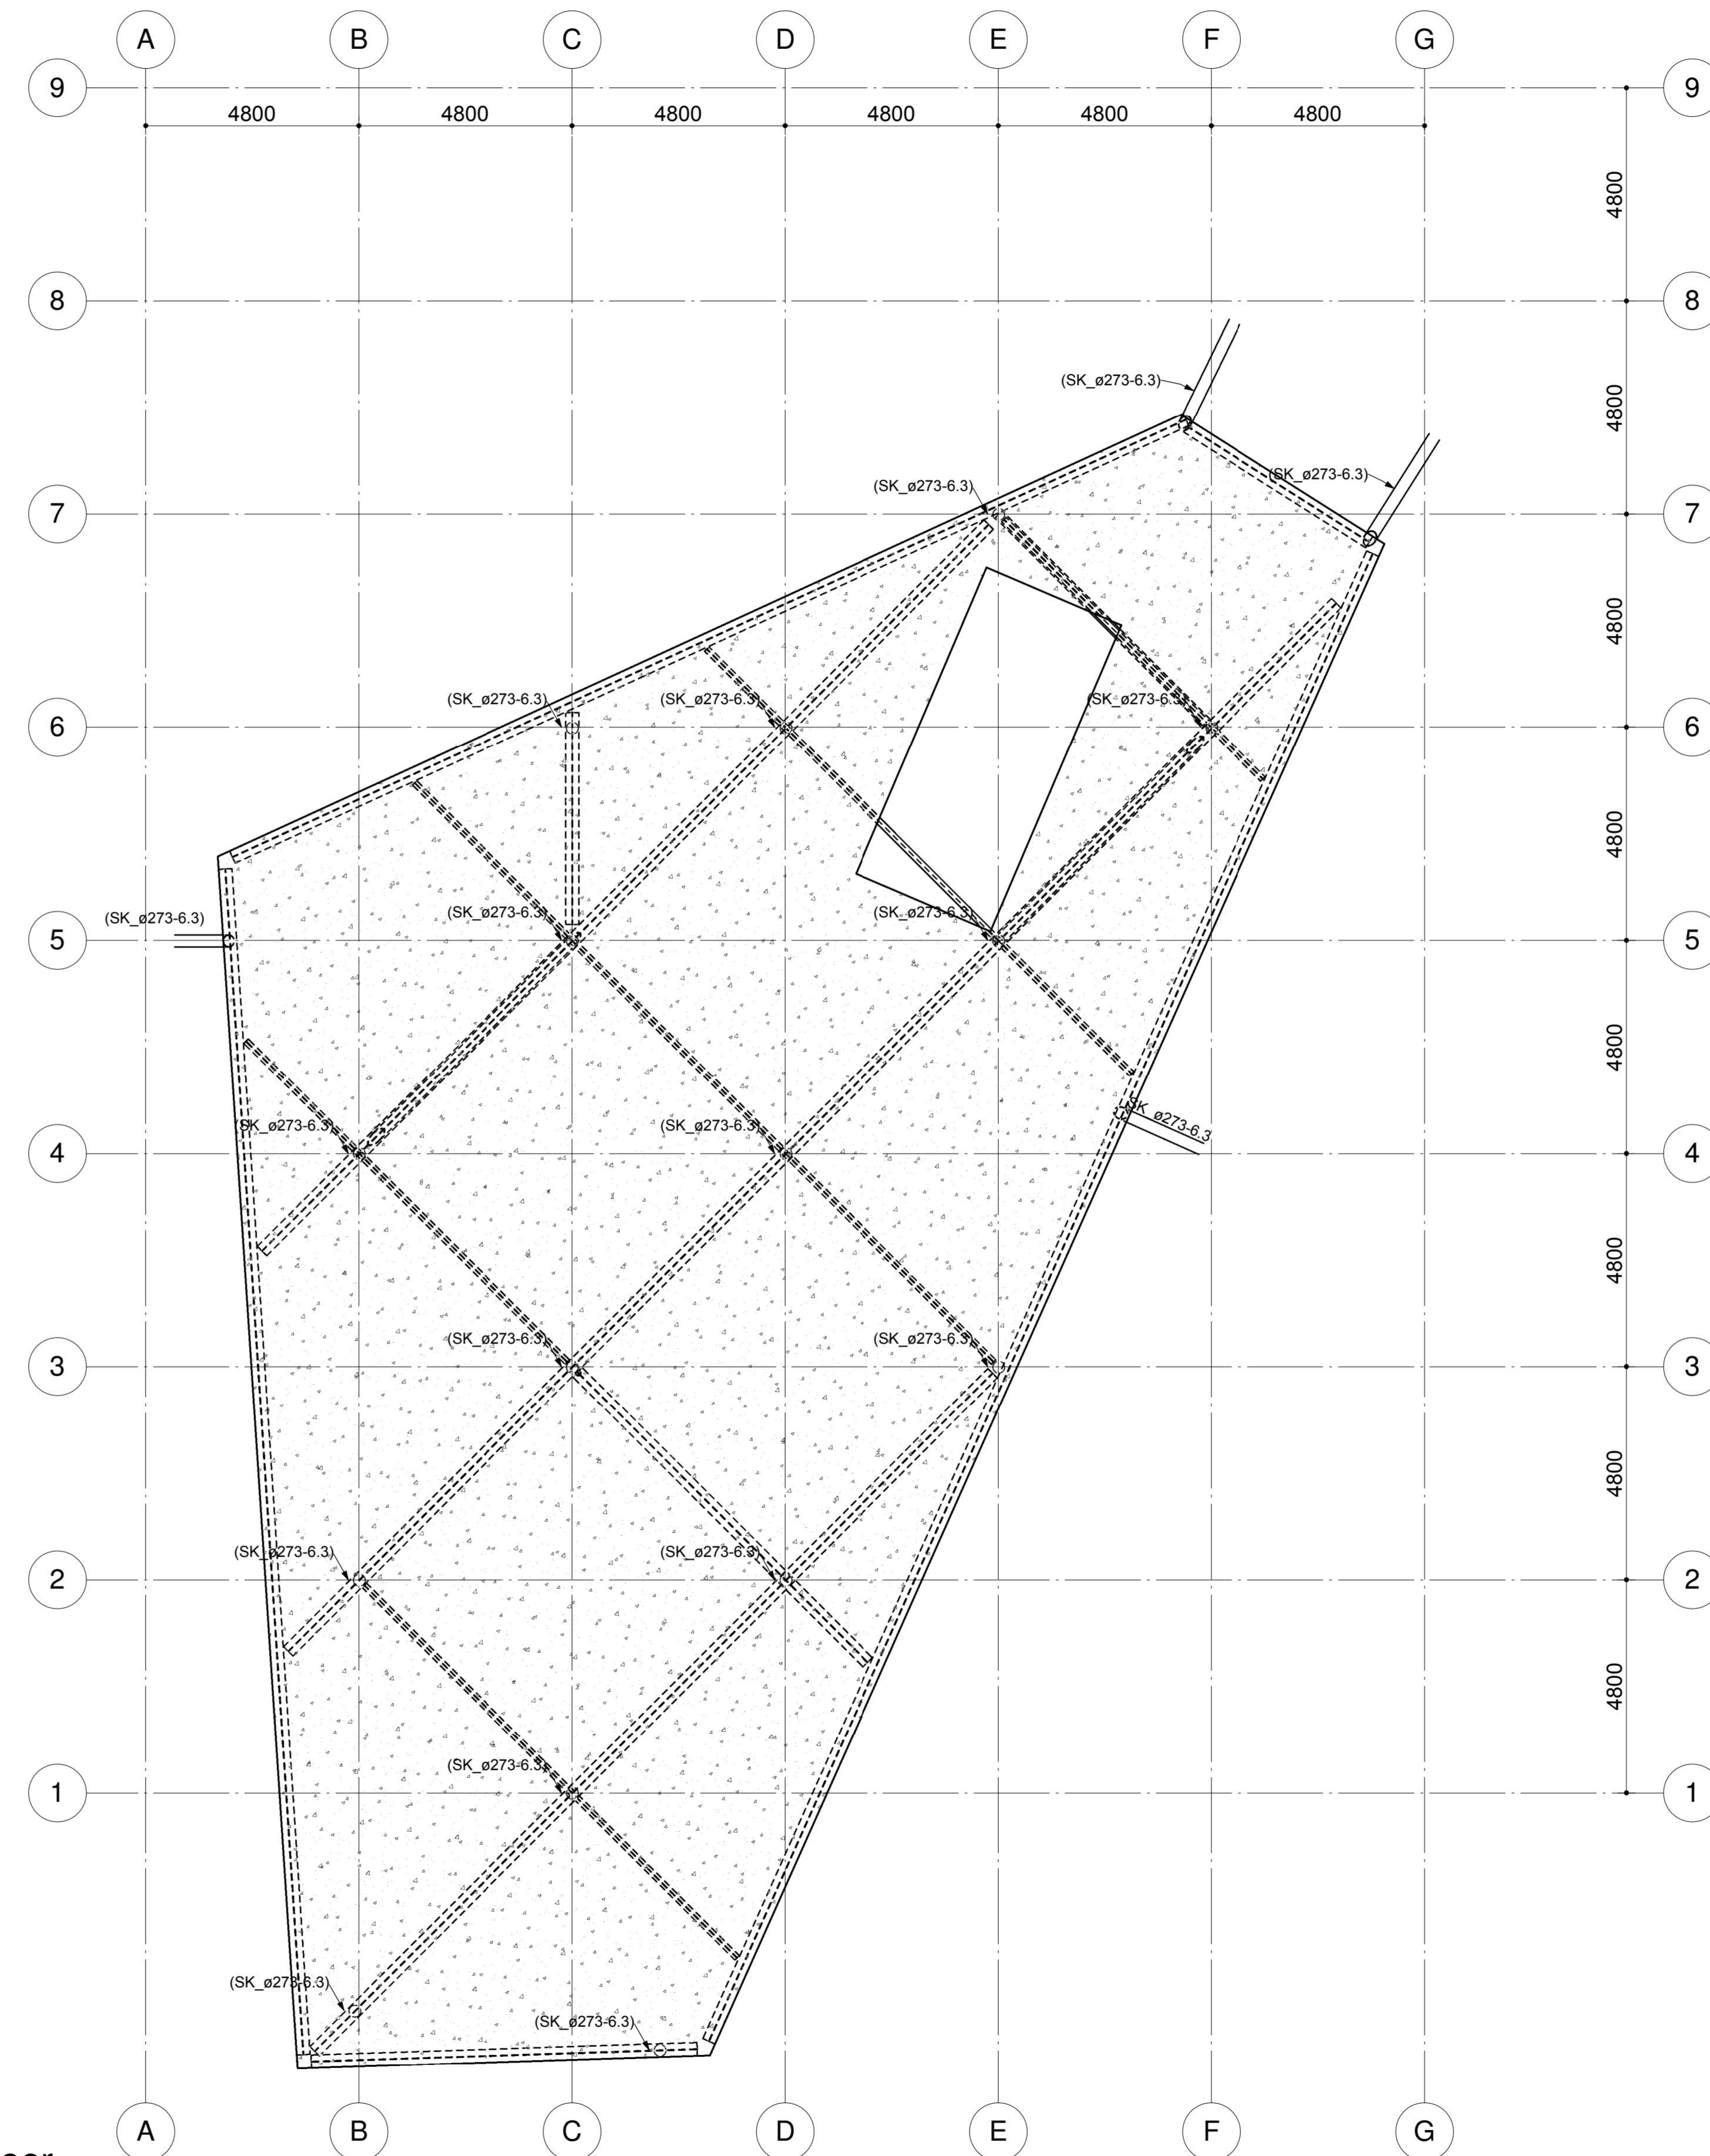 A B C D E F G
9 9
4800 4800 4800 4800 4800 4800
4800
8 8
(SK_ø273-6.3)
4800
(SK_ø273-6.3)
(SK_ø273-6.3)
7 7
4800
(SK_ø273-6.3) (SK_ø273-6.3) (SK_ø273-6.3)
6 6
4800
(SK_ø273-6.3) (SK_ø273-6.3) (SK_ø273-6.3)
5 5
4800
SK_ø273-6.3
(SK_ø273-6.3) (SK_ø273-6.3)
4 4
4800
(SK_ø273-6.3) (SK_ø273-6.3)
3 3
4800
(SK_ø273-6.3) (SK_ø273-6.3)
2 2
4800
(SK_ø273-6.3)
1 1
(SK_ø273-6.3)
(SK_ø273-6.3)
A B C D E F G